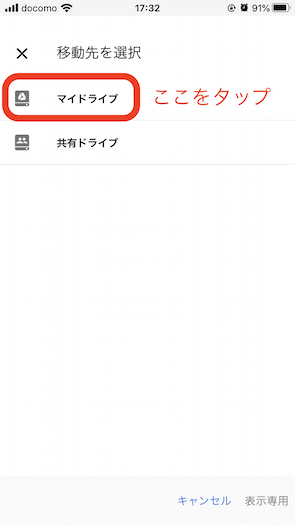 docomo 17:32 91%
移動先を選択
マイドライブ ここをタップ
共有ドライブ
キャンセル 表示専用